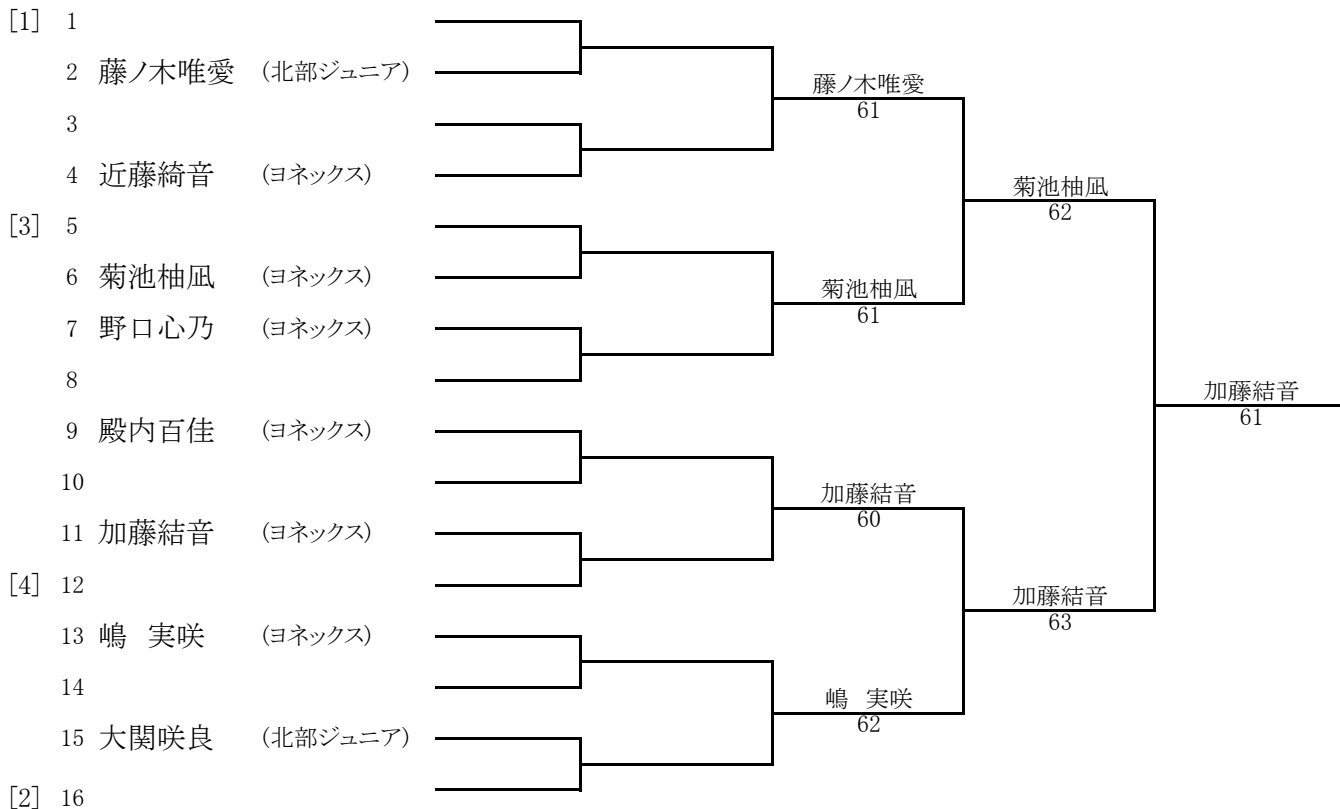 [1] 1
2 藤ノ木唯愛 (北部ジュニア)
藤ノ木唯愛
61
3
4 近藤綺音 (ヨネックス)
菊池柚凪
62
[3] 5
6 菊池柚凪 (ヨネックス)
菊池柚凪
61
7 野口心乃 (ヨネックス)
8
加藤結音
61
9 殿内百佳 (ヨネックス)
10
加藤結音
60
11 加藤結音 (ヨネックス)
[4] 12
加藤結音
63
13 嶋 実咲 (ヨネックス)
14
嶋 実咲
62
15 大関咲良 (北部ジュニア)
[2] 16